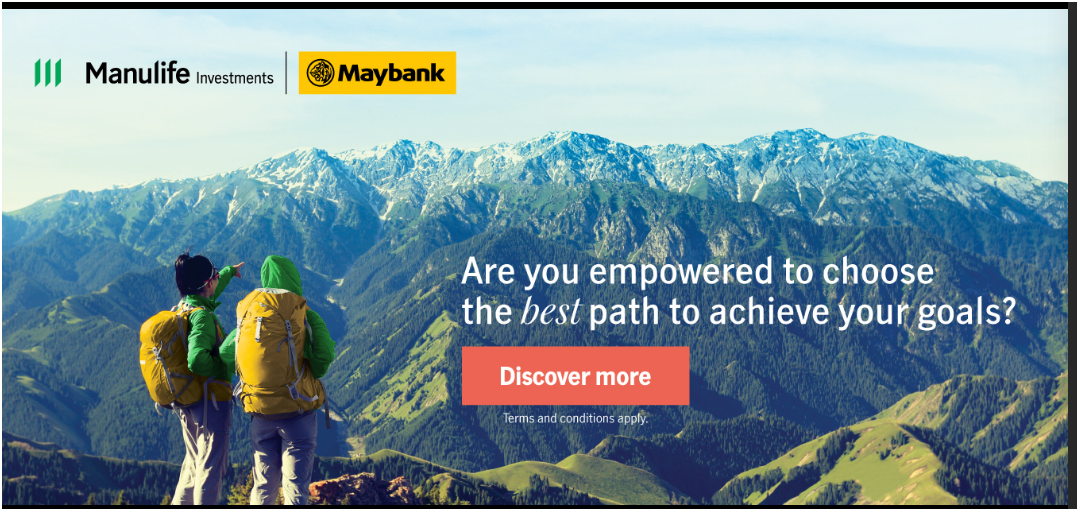 Manulife Investments
Maybank
Are you empowered to choose
the best path to achieve your goals?
Discover more
Terms and conditions apply.